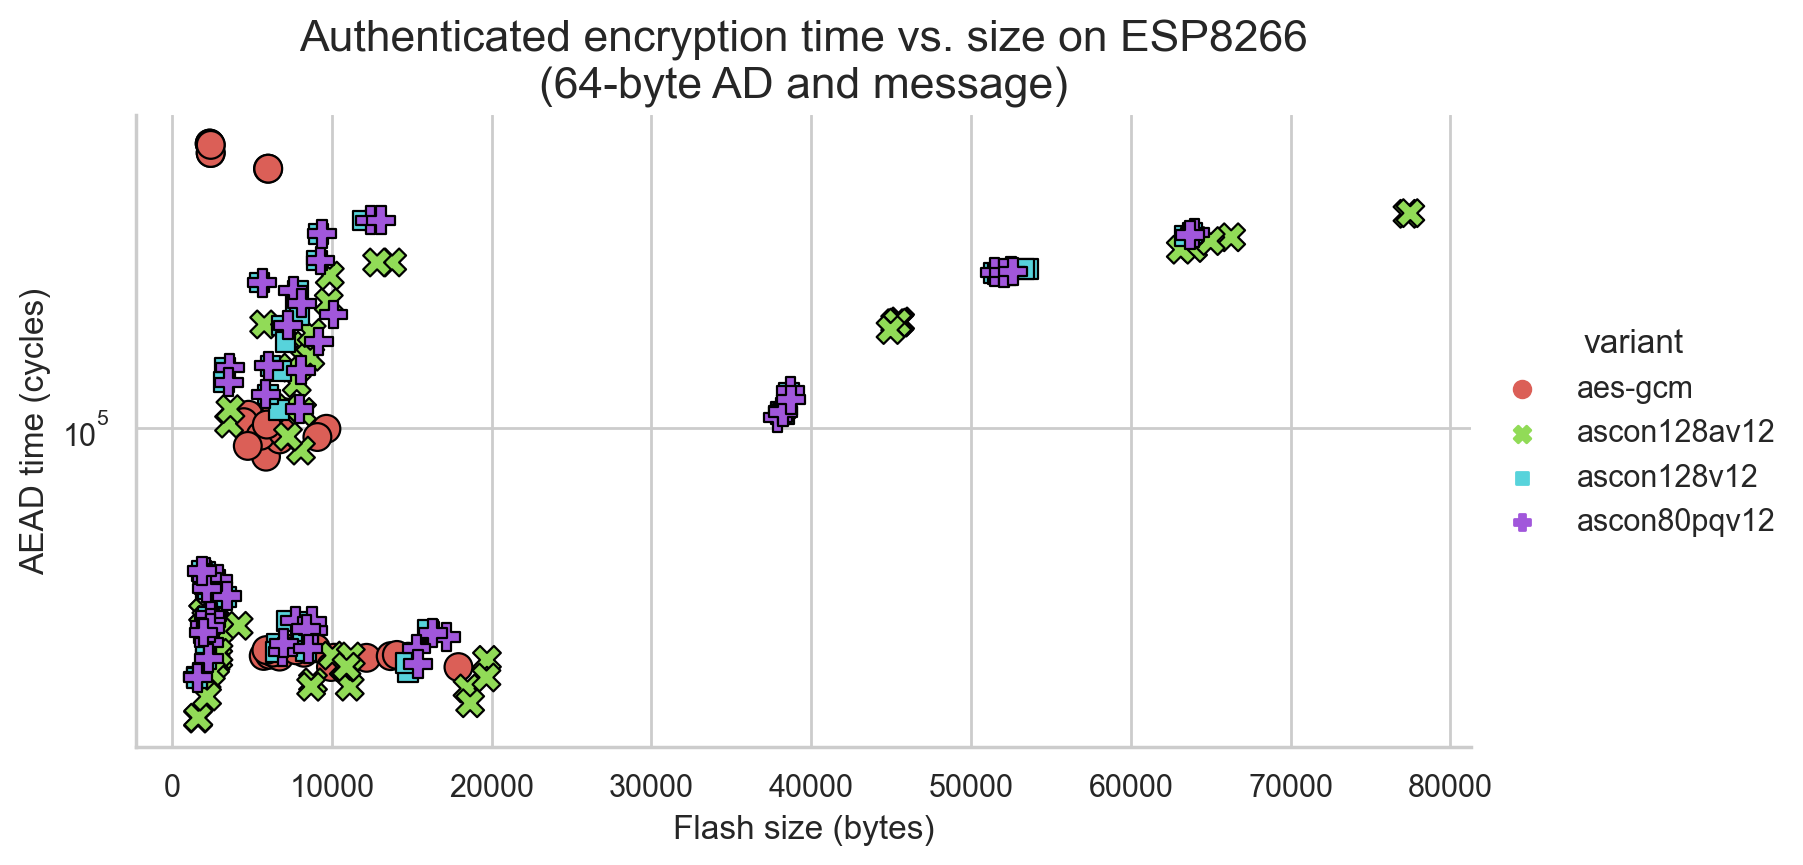 Authenticated encryption time vs. size on ESP8266
(64-byte AD and message)
AEAD time (cycles)
10^5
0 10000 20000 30000 40000 50000 60000 70000 80000
Flash size (bytes)
variant
aes-gcm
ascon128av12
ascon128v12
ascon80pqv12